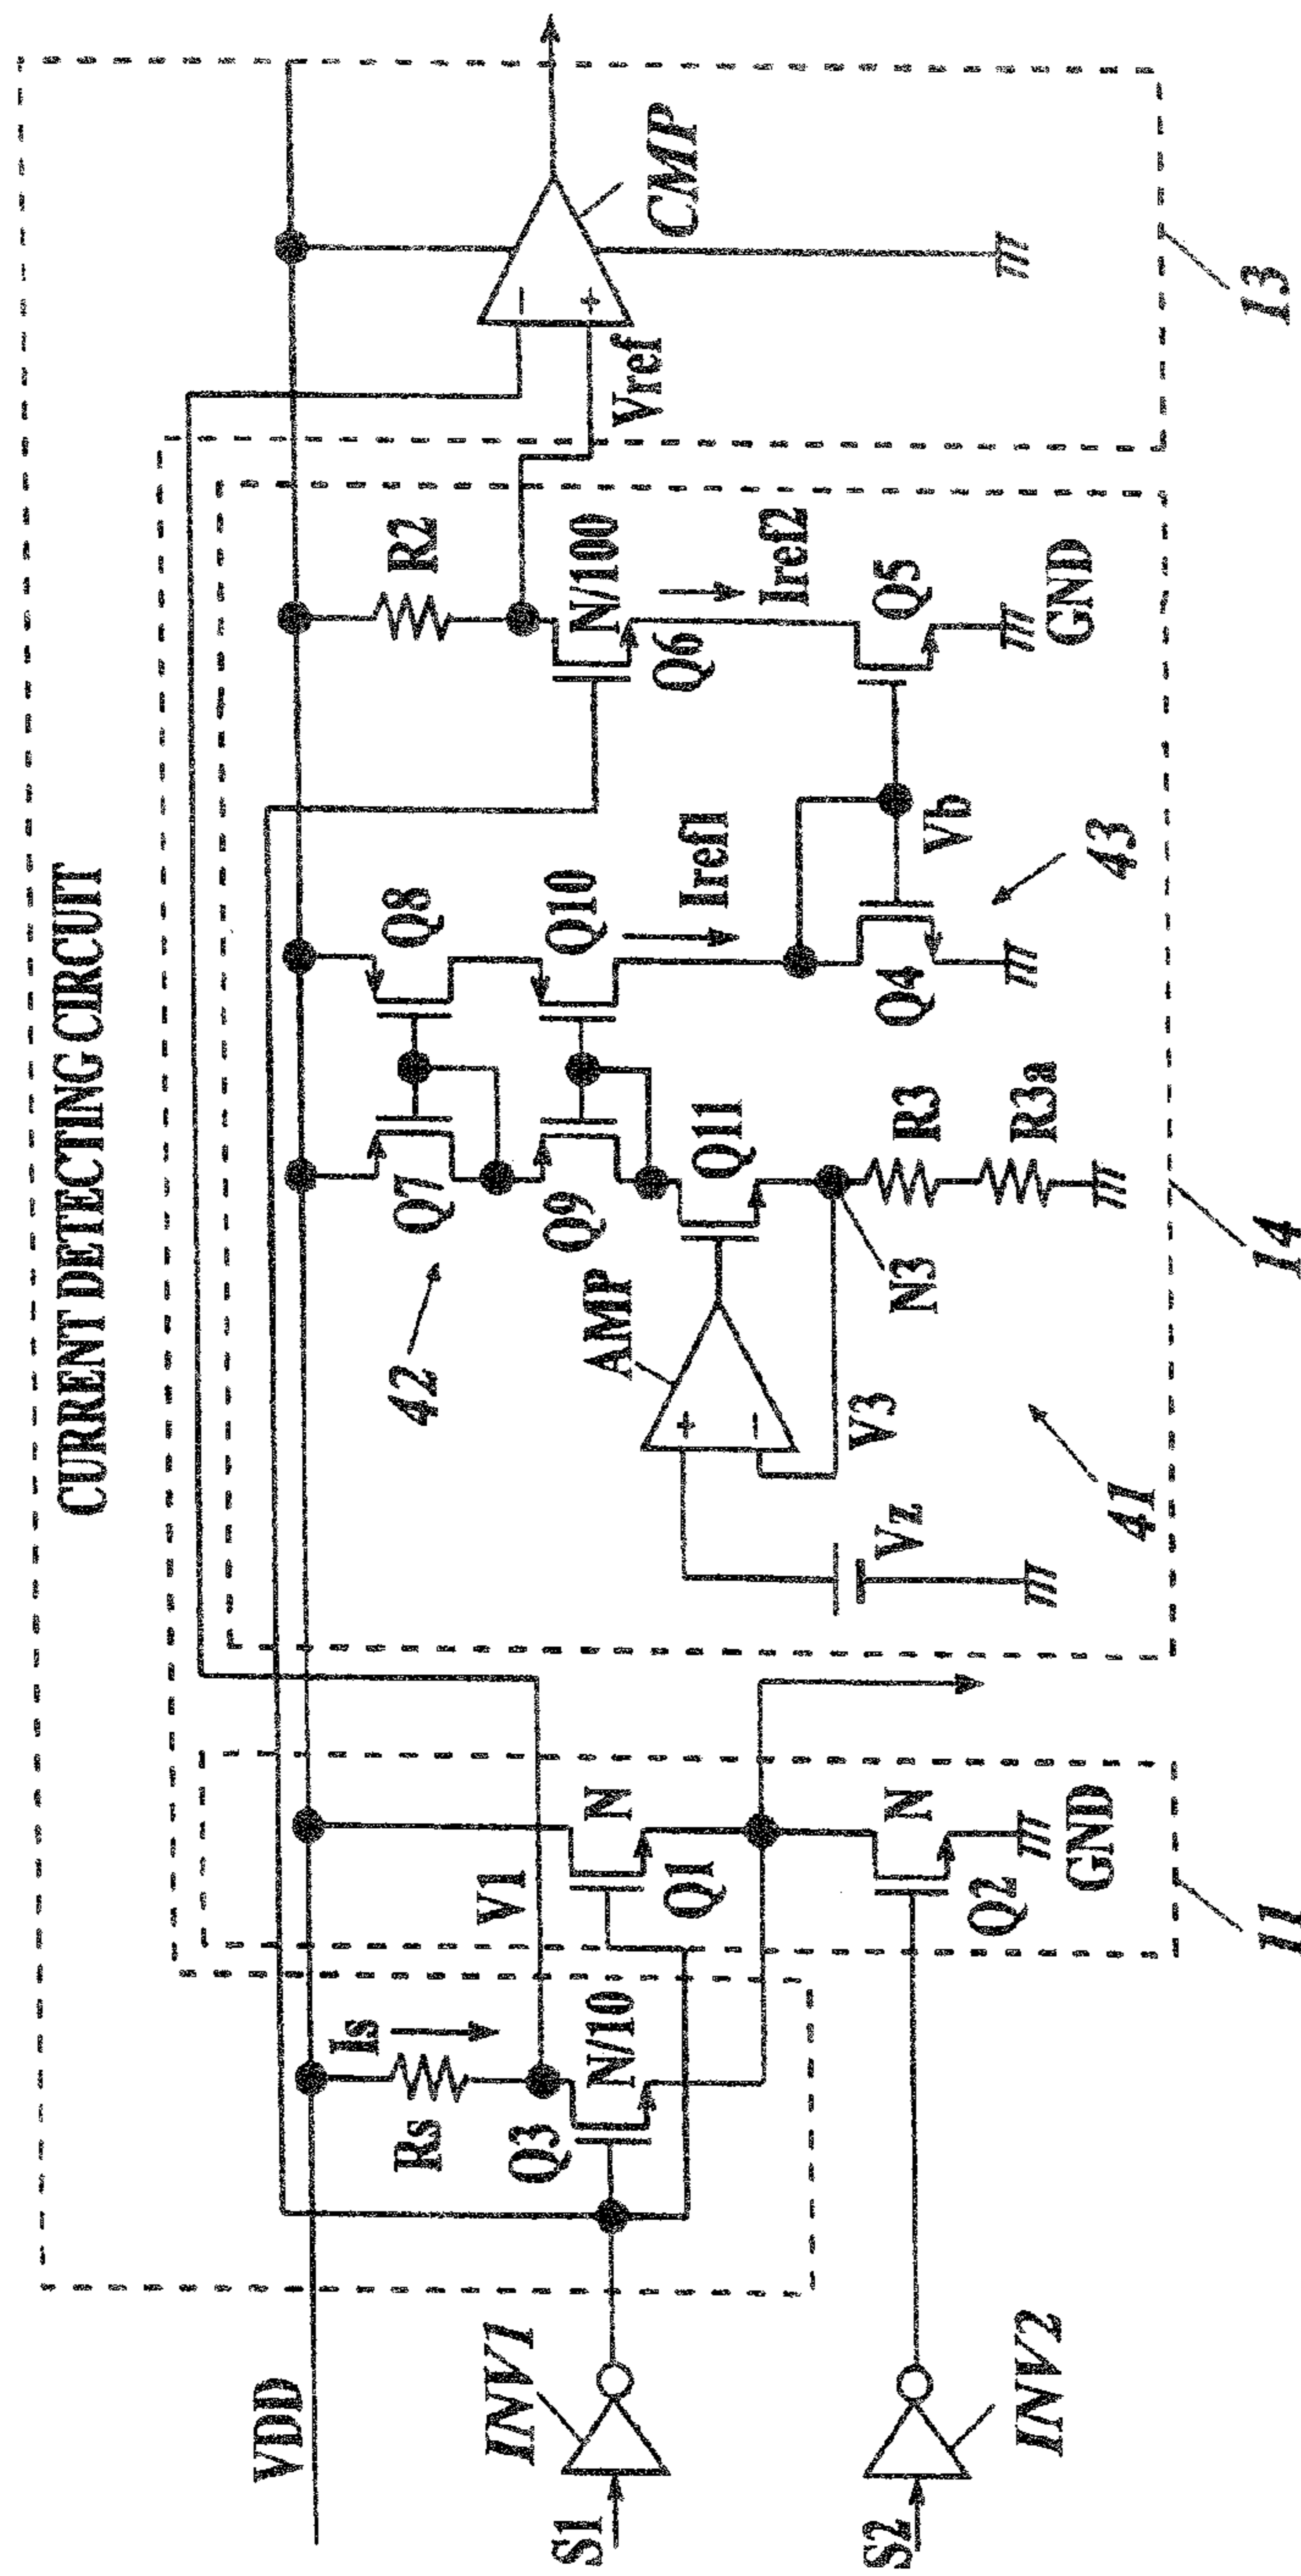 CURRENT DETECTING CIRCUIT
VDD
S1
INV1
S2
INV2
Rs
Is
Q3
N/10
V1
N
Q1
N
Q2
GND
11
Vz
41
+
−
AMP
V3
42
Q7
Q8
Q9
Q10
Q11
N3
R3
R3a
Iref1
Q4
43
Vb
R2
N/100
Q6
Iref2
Q5
GND
14
Vref
−
+
CMP
13